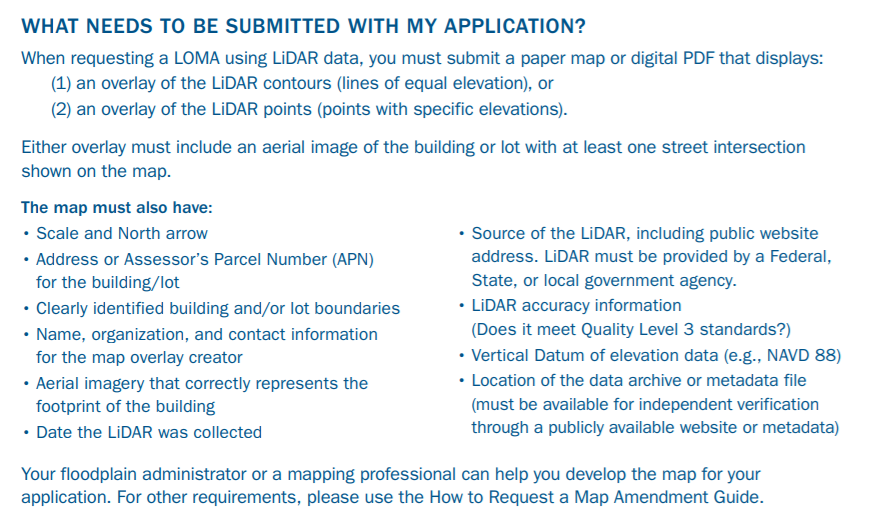 WHAT NEEDS TO BE SUBMITTED WITH MY APPLICATION?
When requesting a LOMA using LiDAR data, you must submit a paper map or digital PDF that displays:
(1) an overlay of the LiDAR contours (lines of equal elevation), or
(2) an overlay of the LiDAR points (points with specific elevations).
Either overlay must include an aerial image of the building or lot with at least one street intersection
shown on the map.
The map must also have:
• Scale and North arrow
• Address or Assessor's Parcel Number (APN)
for the building/lot
• Clearly identified building and/or lot boundaries
• Name, organization, and contact information
for the map overlay creator
• Aerial imagery that correctly represents the
footprint of the building
• Date the LiDAR was collected
• Source of the LiDAR, including public website
address. LiDAR must be provided by a Federal,
State, or local government agency.
• LiDAR accuracy information
(Does it meet Quality Level 3 standards?)
• Vertical Datum of elevation data (e.g., NAVD 88)
• Location of the data archive or metadata file
(must be available for independent verification
through a publicly available website or metadata)
Your floodplain administrator or a mapping professional can help you develop the map for your
application. For other requirements, please use the How to Request a Map Amendment Guide.